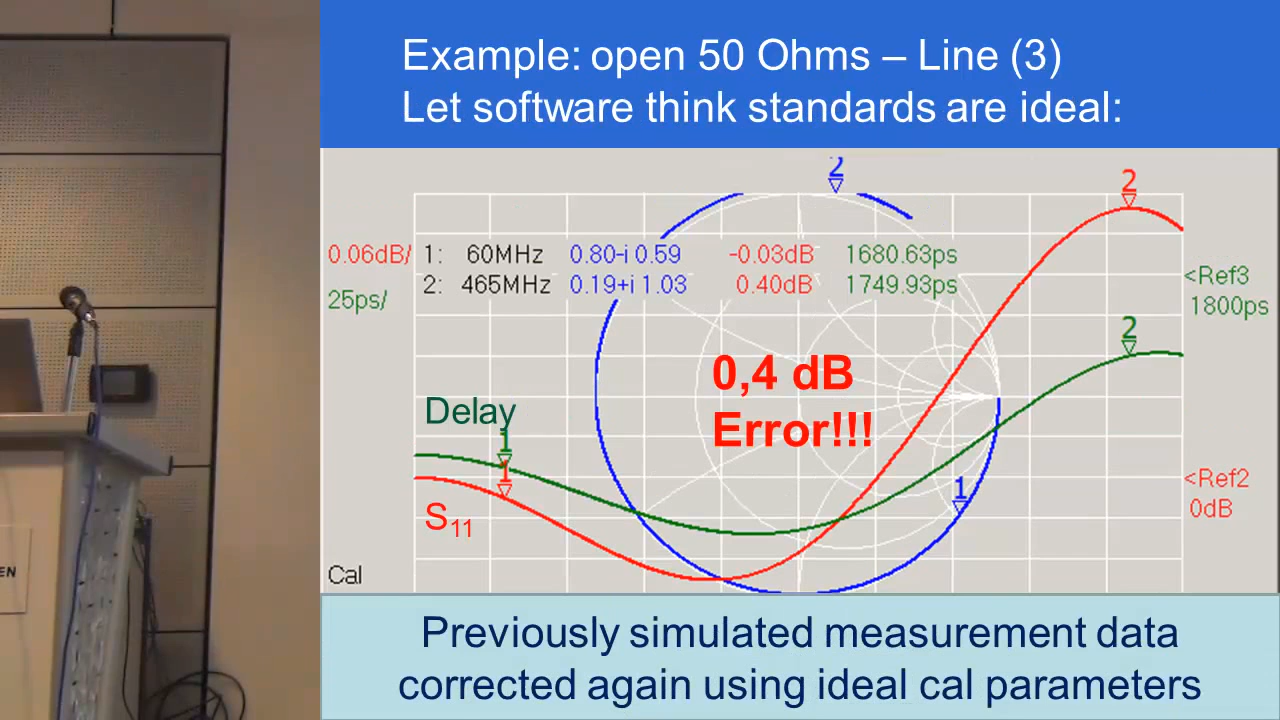 Example: open 50 Ohms – Line (3)
Let software think standards are ideal:
2
2
0.06dB/ 1: 60MHz 0.80-i 0.59 -0.03dB 1680.63ps
25ps/ 2: 465MHz 0.19+i 1.03 0.40dB 1749.93ps
<Ref3
1800ps
2
0,4 dB
Error!!!
Delay
1
1
1
<Ref2
0dB
S11
Cal
EN
Previously simulated measurement data
corrected again using ideal cal parameters